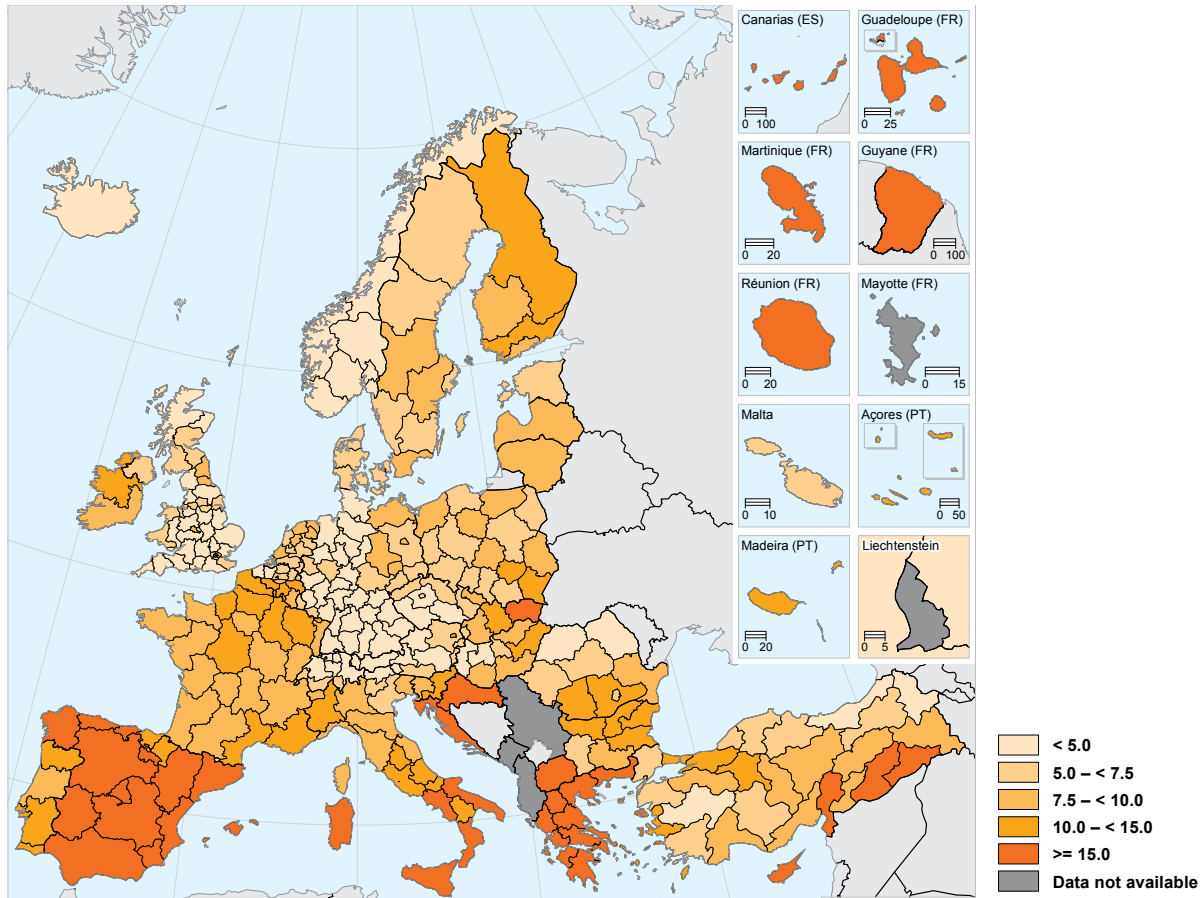 Canarias (ES)
0 100
Guadeloupe (FR)
0 25
Martinique (FR)
0 20
Guyane (FR)
0 100
Réunion (FR)
0 20
Mayotte (FR)
0 15
Malta
0 10
Açores (PT)
0 50
Madeira (PT)
0 20
Liechtenstein
0 5
< 5.0
5.0 – < 7.5
7.5 – < 10.0
10.0 – < 15.0
>= 15.0
Data not available